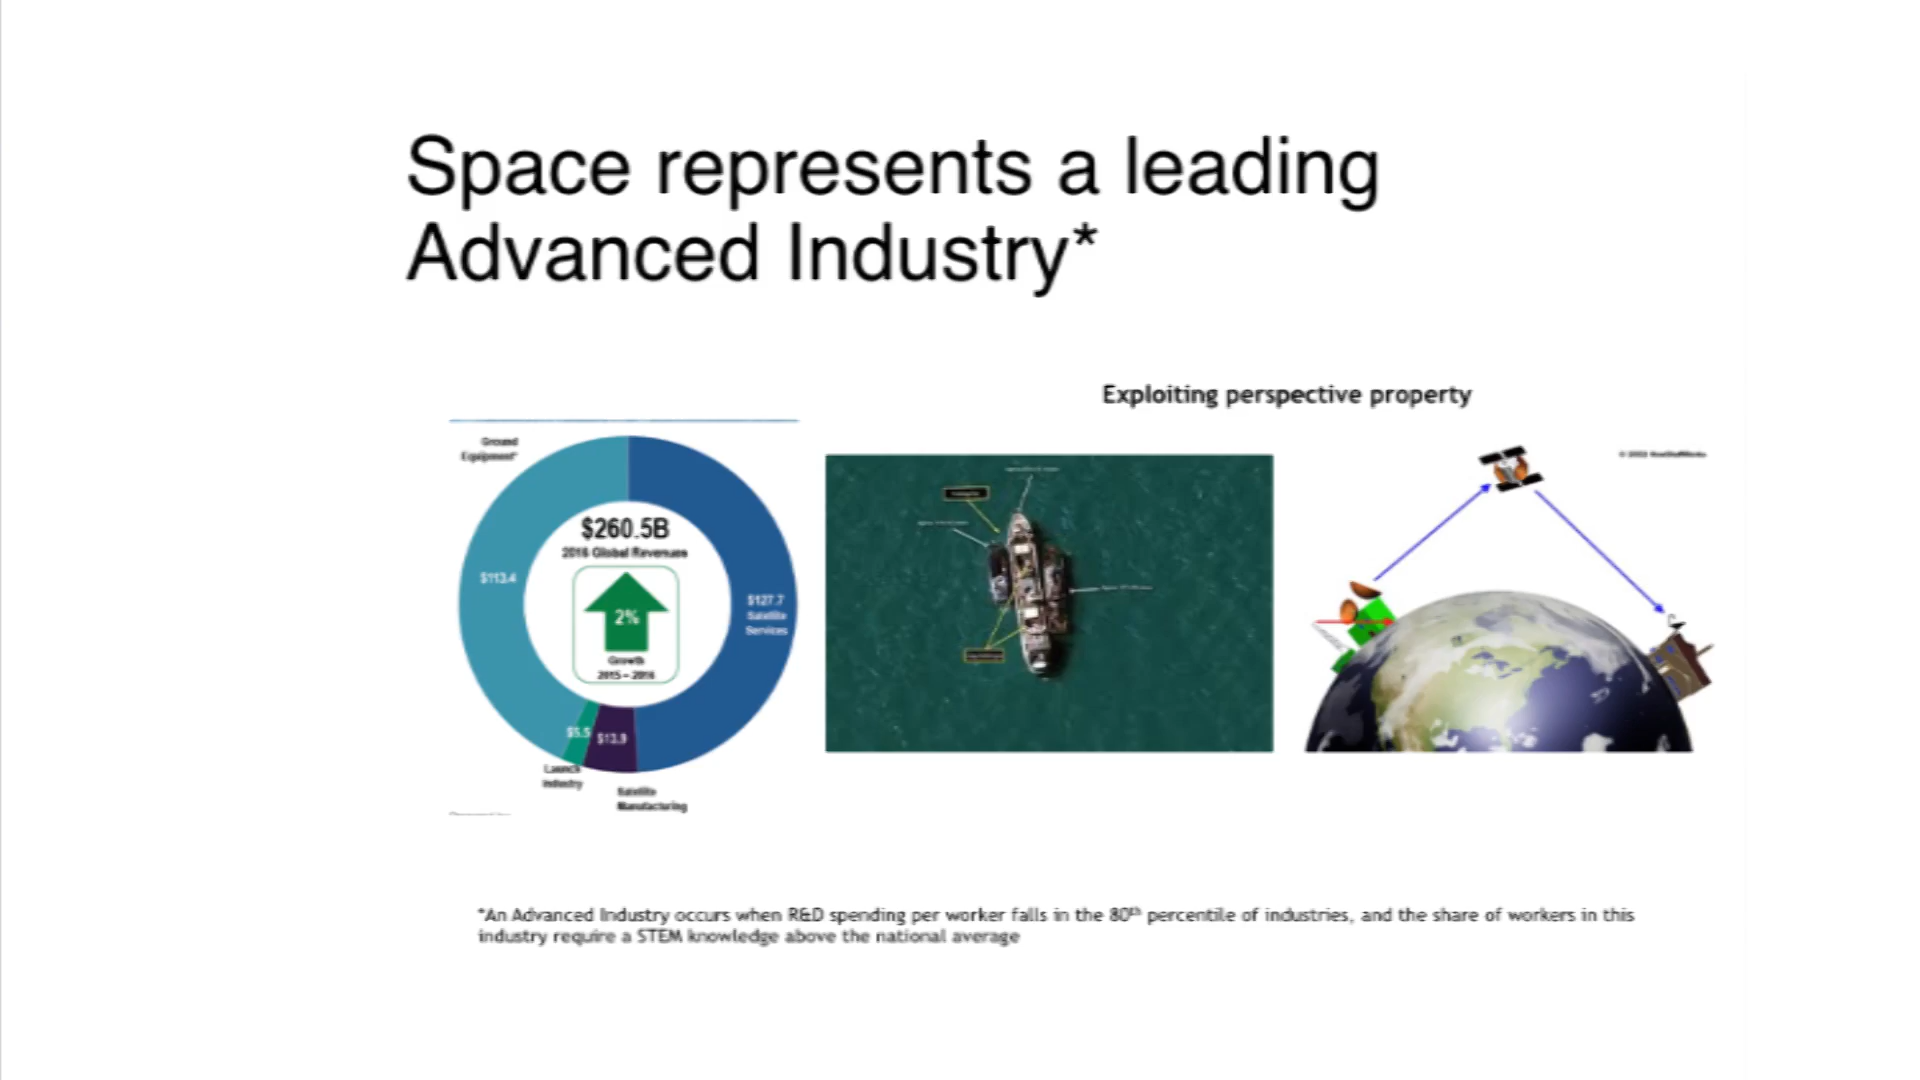 Space represents a leading
Advanced Industry*
Exploiting perspective property
Ground
Equipment*
$260.5B
2016 Global Revenues
$113.4
2%
$127.7
Satellite
Services
Growth
2015 – 2016
$5.5
$13.9
Launch
Industry
Satellite
Manufacturing
© 2002 HowStuffWorks
*An Advanced Industry occurs when R&D spending per worker falls in the 80th percentile of industries, and the share of workers in this
industry require a STEM knowledge above the national average